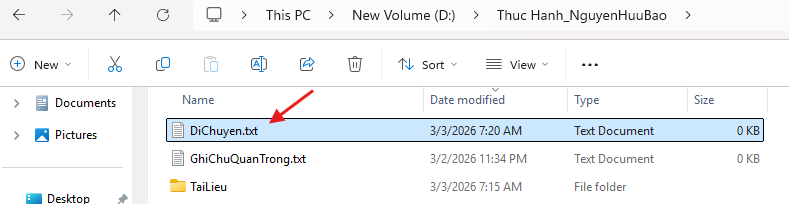 This PC > New Volume (D:) > Thuc Hanh_NguyenHuuBao >
New Sort View
Name Date modified Type Size
Documents
DiChuyen.txt 3/3/2026 7:20 AM Text Document 0 KB
Pictures
GhiChuQuanTrong.txt 3/2/2026 11:34 PM Text Document 0 KB
Desktop
TaiLieu 3/3/2026 7:15 AM File folder